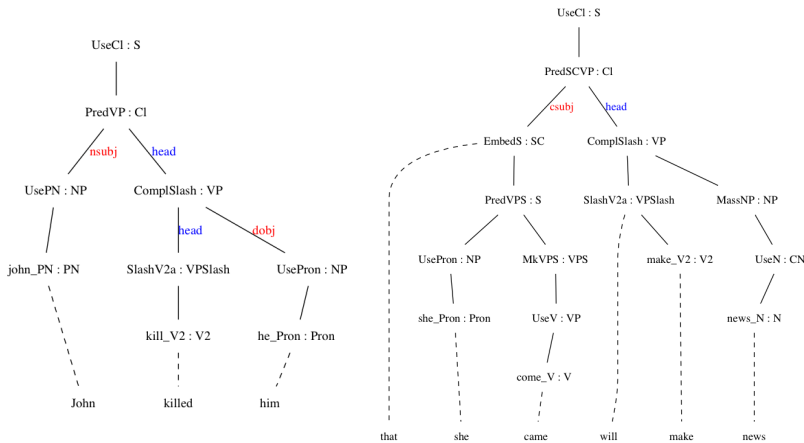 UseCl : S
PredVP : Cl
nsubj
head
UsePN : NP
ComplSlash : VP
head
dobj
john_PN : PN
SlashV2a : VPSlash
UsePron : NP
kill_V2 : V2
he_Pron : Pron
John
killed
him
UseCl : S
PredSCVP : Cl
csubj
head
EmbedS : SC
ComplSlash : VP
PredVPS : S
SlashV2a : VPSlash
MassNP : NP
UsePron : NP
MkVPS : VPS
make_V2 : V2
UseN : CN
she_Pron : Pron
UseV : VP
news_N : N
come_V : V
that
she
came
will
make
news